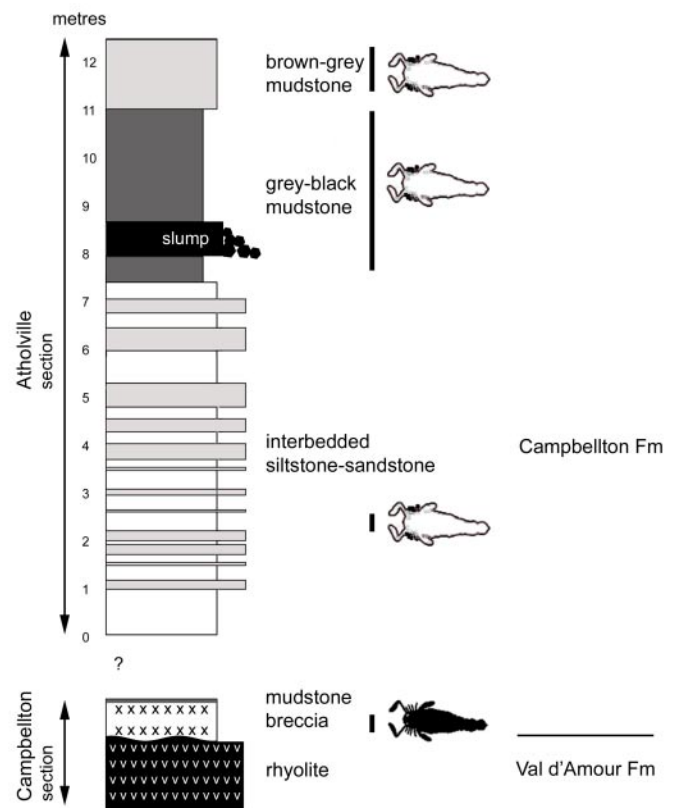 metres
12
11
10
9
8
7
6
5
4
3
2
1
0
Atholville
section
brown-grey
mudstone
grey-black
mudstone
slump
interbedded
siltstone-sandstone
Campbellton Fm
?
Campbellton
section
x x x x x x x x
x x x x x x x x
mudstone
breccia
v v v v v v v v v
v v v v v v v v v
v v v v v v v v v
v v v v v v v v v
rhyolite
Val d'Amour Fm